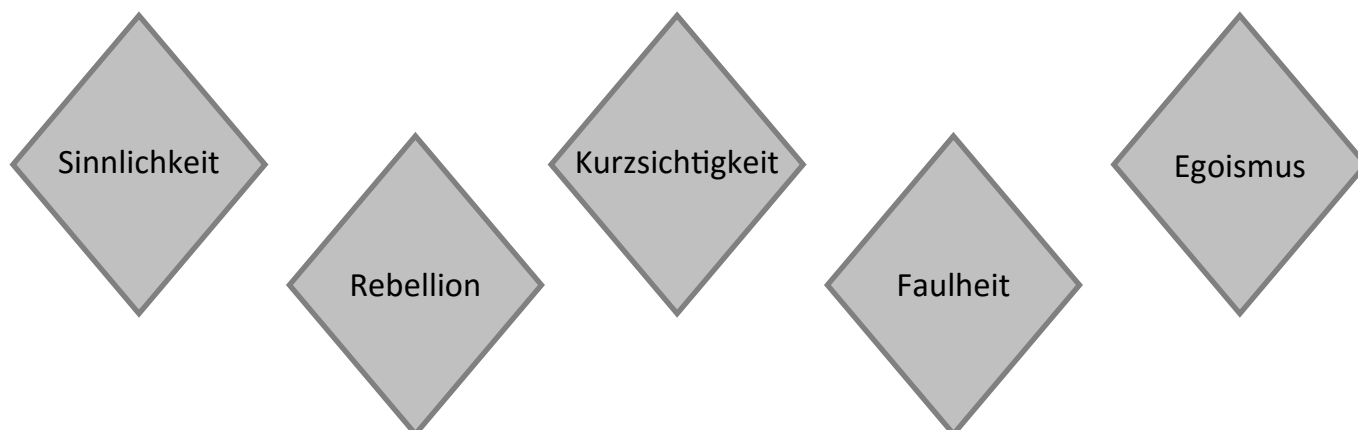 Sinnlichkeit
Rebellion
Kurzsichtigkeit
Faulheit
Egoismus